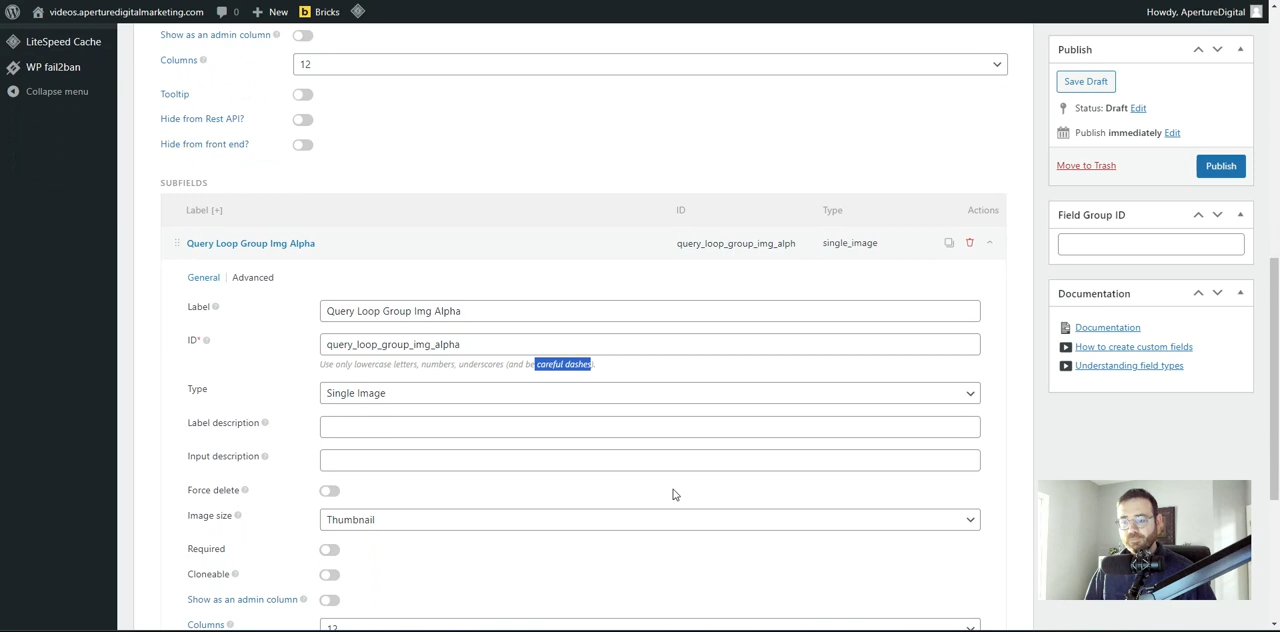 videos.aperturedigitalmarketing.com 0 New b Bricks Howdy, ApertureDigital
LiteSpeed Cache
WP fail2ban
Collapse menu
Show as an admin column
Columns 12
Tooltip
Hide from Rest API?
Hide from front end?
SUBFIELDS
Label [+] ID Type Actions
Query Loop Group Img Alpha query_loop_group_img_alph single_image
General | Advanced
Label Query Loop Group Img Alpha
ID* query_loop_group_img_alpha
Use only lowercase letters, numbers, underscores (and be careful dashes).
Type Single Image
Label description
Input description
Force delete
Image size Thumbnail
Required
Cloneable
Show as an admin column
Columns 12
Publish
Save Draft
Status: Draft Edit
Publish immediately Edit
Move to Trash Publish
Field Group ID
Documentation
Documentation
How to create custom fields
Understanding field types